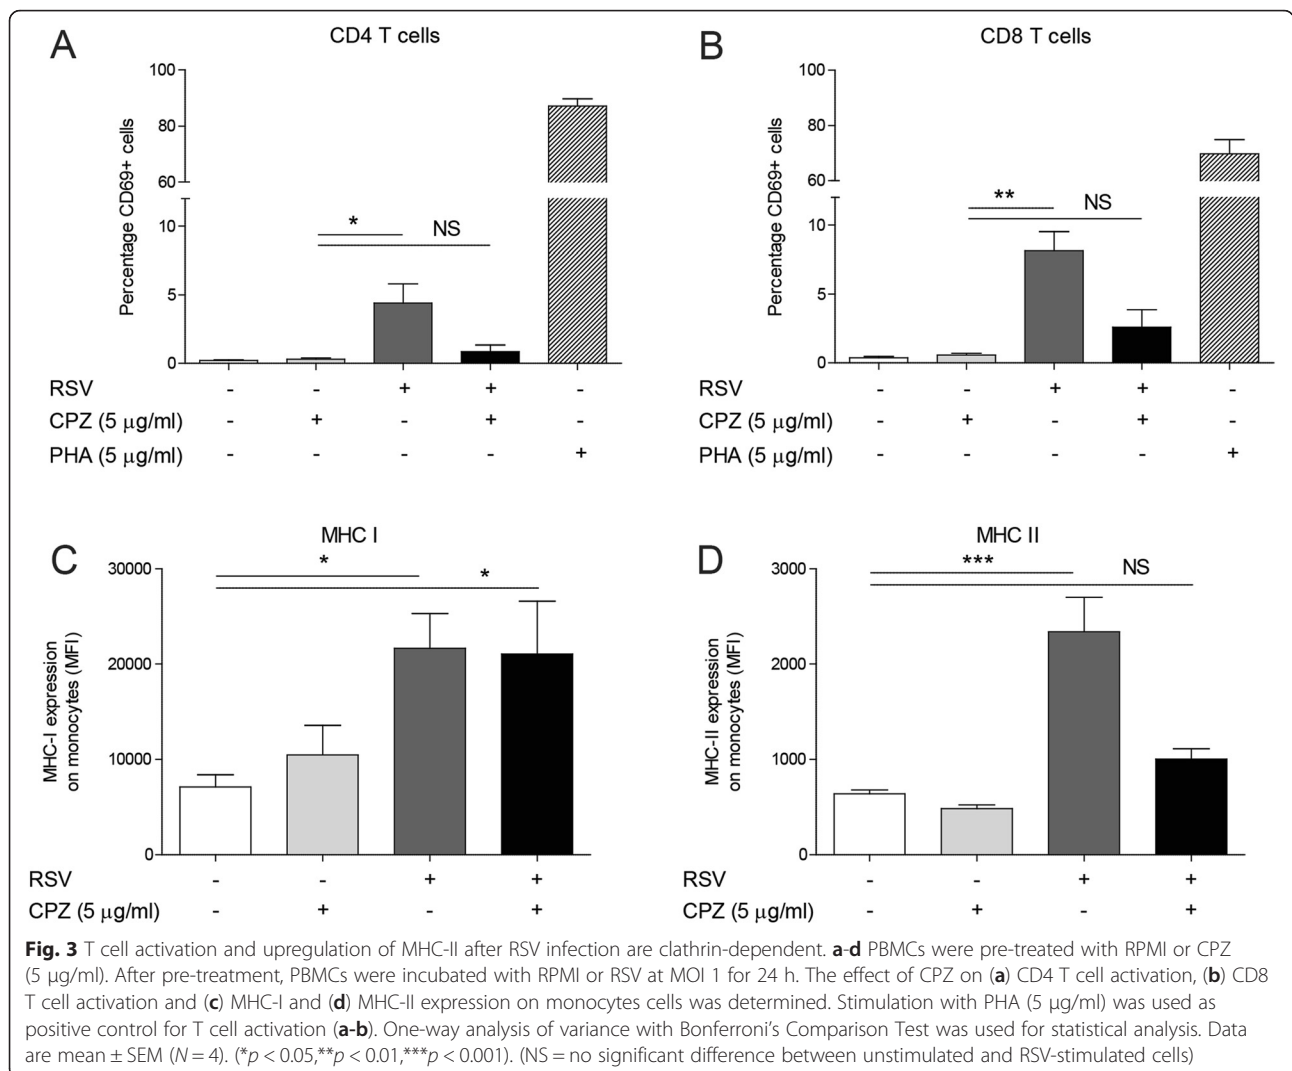 A
CD4 T cells
Percentage CD69+ cells
100
80
60
10
5
0
*
NS
RSV - - + + -
CPZ (5 µg/ml) - + - + -
PHA (5 µg/ml) - - - - +
B
CD8 T cells
Percentage CD69+ cells
100
80
60
10
5
0
**
NS
RSV - - + + -
CPZ (5 µg/ml) - + - + -
PHA (5 µg/ml) - - - - +
C
MHC I
MHC-I expression
on monocytes (MFI)
30000
20000
10000
0
*
*
RSV - - + +
CPZ (5 µg/ml) - + - +
D
MHC II
MHC-II expression
on monocytes (MFI)
3000
2000
1000
0
***
NS
RSV - - + +
CPZ (5 µg/ml) - + - +
Fig. 3 T cell activation and upregulation of MHC-II after RSV infection are clathrin-dependent. a-d PBMCs were pre-treated with RPMI or CPZ
(5 µg/ml). After pre-treatment, PBMCs were incubated with RPMI or RSV at MOI 1 for 24 h. The effect of CPZ on (a) CD4 T cell activation, (b) CD8
T cell activation and (c) MHC-I and (d) MHC-II expression on monocytes cells was determined. Stimulation with PHA (5 µg/ml) was used as
positive control for T cell activation (a-b). One-way analysis of variance with Bonferroni's Comparison Test was used for statistical analysis. Data
are mean ± SEM (N = 4). (*p < 0.05,**p < 0.01,***p < 0.001). (NS = no significant difference between unstimulated and RSV-stimulated cells)